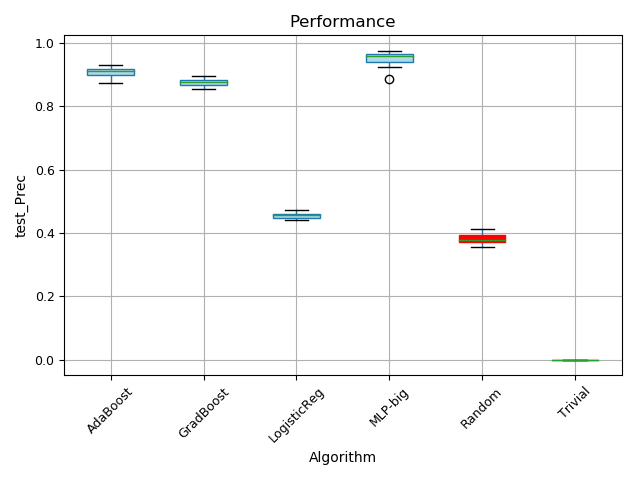 Performance
1.0
0.8
0.6
0.4
0.2
0.0
test_Prec
AdaBoost
GradBoost
LogisticReg
MLP-big
Random
Trivial
Algorithm